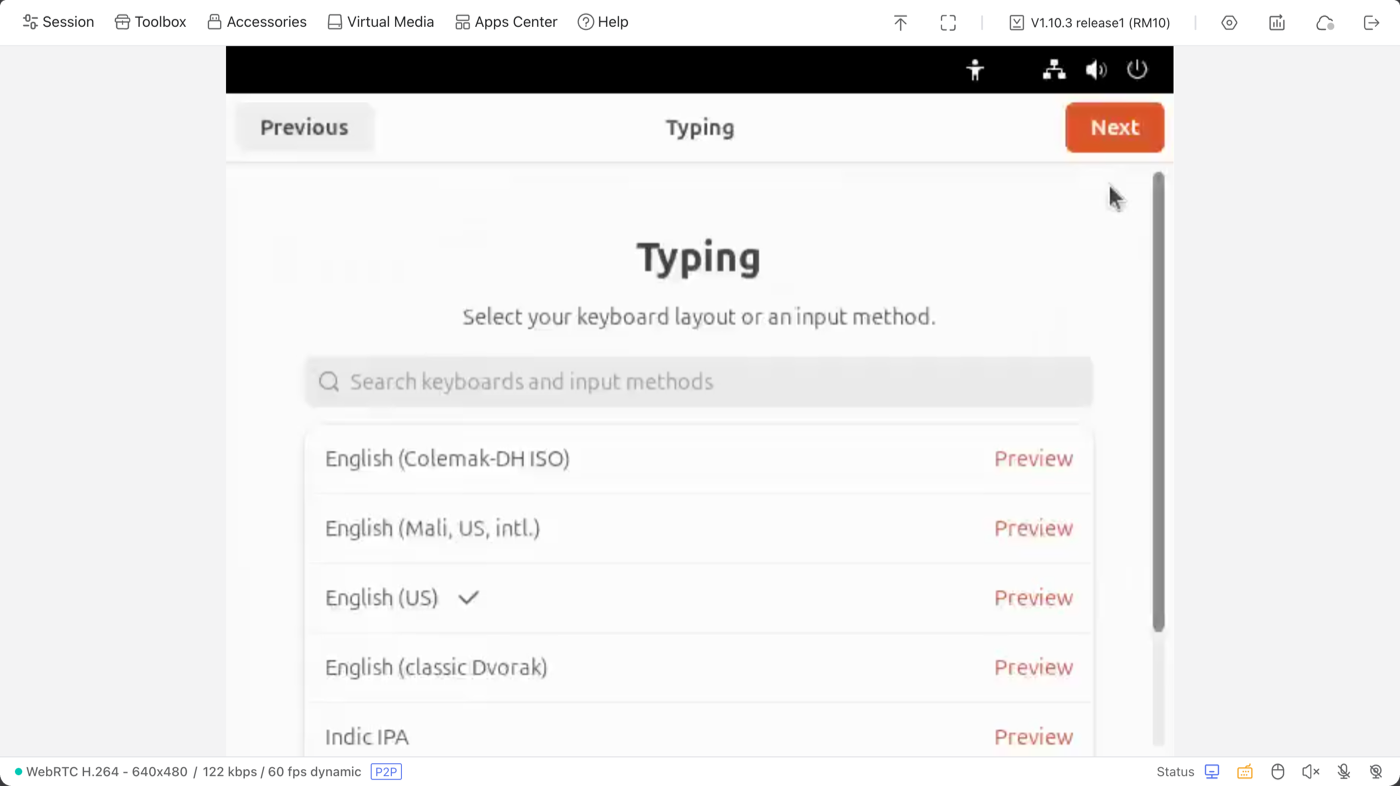 Session Toolbox Accessories Virtual Media Apps Center Help V1.10.3 release1 (RM10)
Previous Typing Next
Typing
Select your keyboard layout or an input method.
Search keyboards and input methods
English (Colemak-DH ISO) Preview
English (Mali, US, intl.) Preview
English (US) Preview
English (classic Dvorak) Preview
Indic IPA Preview
WebRTC H.264 - 640x480 / 122 kbps / 60 fps dynamic P2P Status